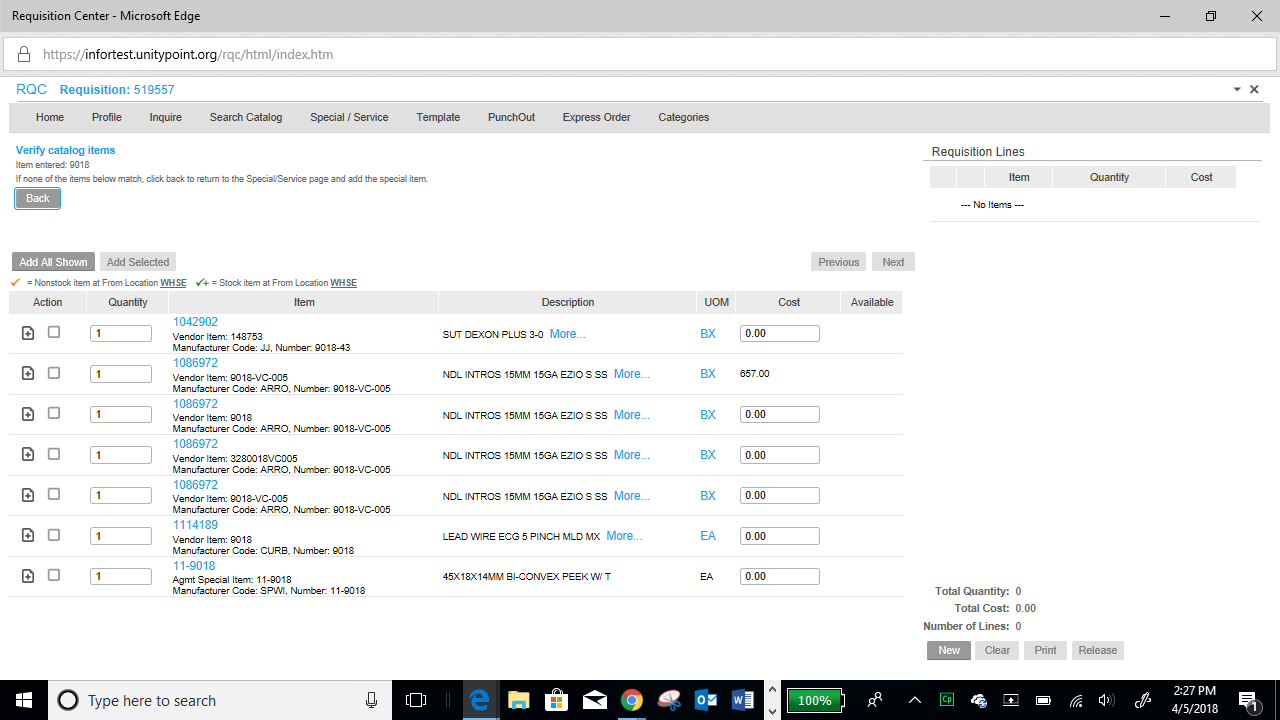 Requisition Center - Microsoft Edge
https://infortest.unitypoint.org/rqc/html/index.htm
RQC Requisition: 519557
Home Profile Inquire Search Catalog Special / Service Template PunchOut Express Order Categories
Verify catalog items
Item entered: 9018
If none of the items below match, click back to return to the Special/Service page and add the special item.
Back
Add All Shown Add Selected Previous Next
= Nonstock item at From Location WHSE = Stock item at From Location WHSE
Action Quantity Item Description UOM Cost Available
1042902
1 Vendor Item: 148753 SUT DEXON PLUS 3-0 More... BX 0.00
Manufacturer Code: JJ, Number: 9018-43
1086972
1 Vendor Item: 9018-VC-005 NDL INTROS 15MM 15GA EZIO S SS More... BX 657.00
Manufacturer Code: ARRO, Number: 9018-VC-005
1086972
1 Vendor Item: 9018 NDL INTROS 15MM 15GA EZIO S SS More... BX 0.00
Manufacturer Code: ARRO, Number: 9018-VC-005
1086972
1 Vendor Item: 3280018VC005 NDL INTROS 15MM 15GA EZIO S SS More... BX 0.00
Manufacturer Code: ARRO, Number: 9018-VC-005
1086972
1 Vendor Item: 9018-VC-005 NDL INTROS 15MM 15GA EZIO S SS More... BX 0.00
Manufacturer Code: ARRO, Number: 9018-VC-005
1114189
1 Vendor Item: 9018 LEAD WIRE ECG 5 PINCH MLD MX More... EA 0.00
Manufacturer Code: CURB, Number: 9018
11-9018
1 Agmt Special Item: 11-9018 45X18X14MM BI-CONVEX PEEK W/ T EA 0.00
Manufacturer Code: SPWI, Number: 11-9018
Requisition Lines
Item Quantity Cost
--- No Items ---
Total Quantity: 0
Total Cost: 0.00
Number of Lines: 0
New Clear Print Release
Type here to search
100%
Cp
2:27 PM
4/5/2018
1